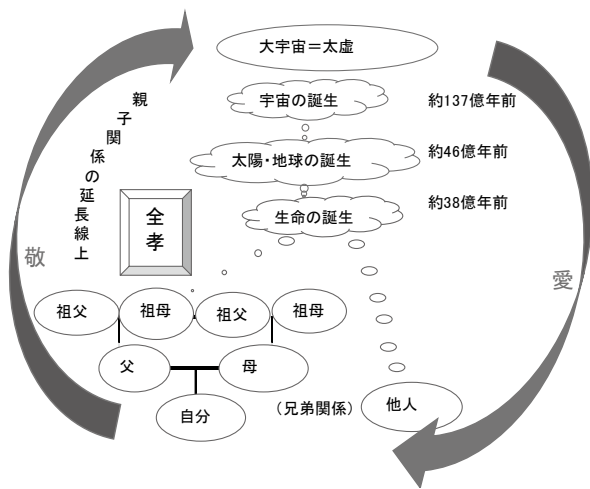 大宇宙＝太虚
宇宙の誕生
約137億年前
太陽・地球の誕生
約46億年前
生命の誕生
約38億年前
親子関係の延長線上
全孝
敬
愛
祖父
祖母
祖父
祖母
父
母
自分
（兄弟関係）
他人